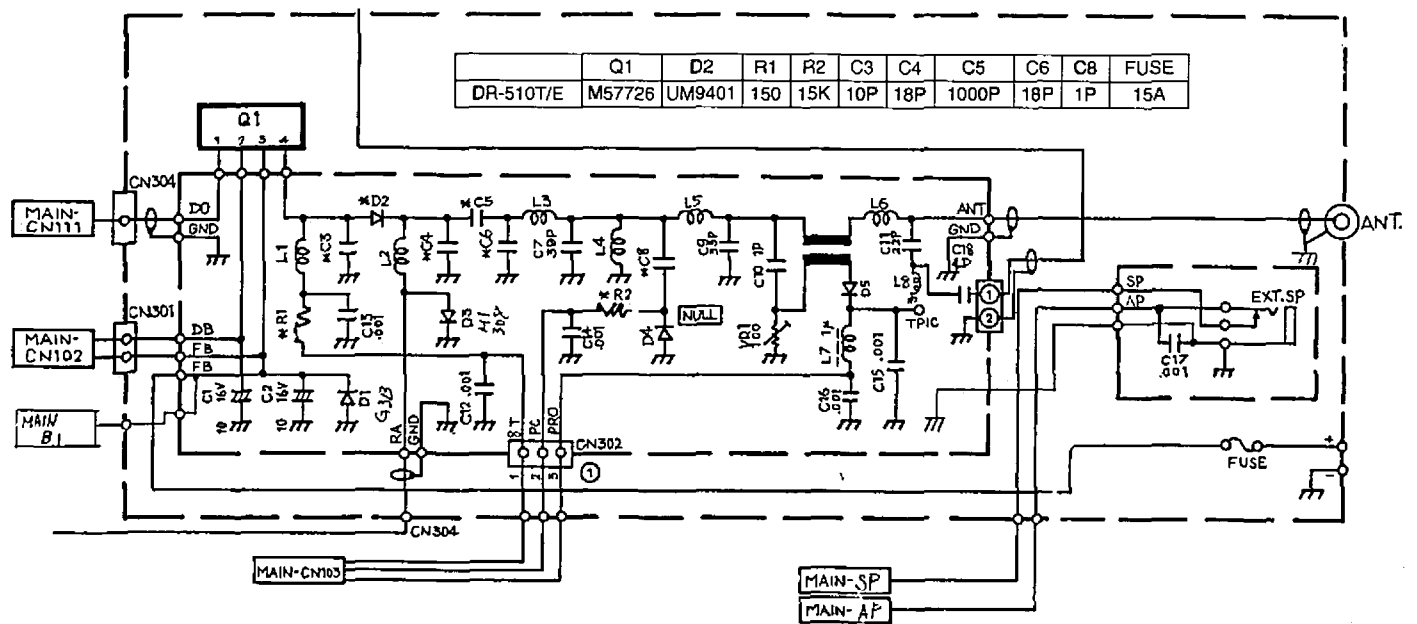 Q1 D2 R1 R2 C3 C4 C5 C6 C8 FUSE
DR-510T/E M57726 UM9401 150 15K 10P 18P 1000P 18P 1P 15A
Q1
1 2 3 4
CN304
MAIN-
CN111
DO
GND
CN301
MAIN-
CN102
DB
FB
FB
MAIN
B.1
*D2
*C5
L3
L5
L6
ANT
GND
ANT.
L1
*C3
L2
*C4
*C6
C7
39P
L4
*C8
C9
33P
C10 1P
C11
22P
C18
L8
1
2
*R1
C13
.001
D3
C14
.001
*R2
D4
NULL
VR1
100
D5
TPIC
L7 1μ
C15 .001
C16
.001
SP
AP
EXT.SP
C17
.001
C1
16V
10
C2
16V
10
D1
RA
GND
C12 .001
8T
PC
PRO
CN302
1 2 3
1
FUSE
+
-
CN304
MAIN-CN103
MAIN-SP
MAIN-AF